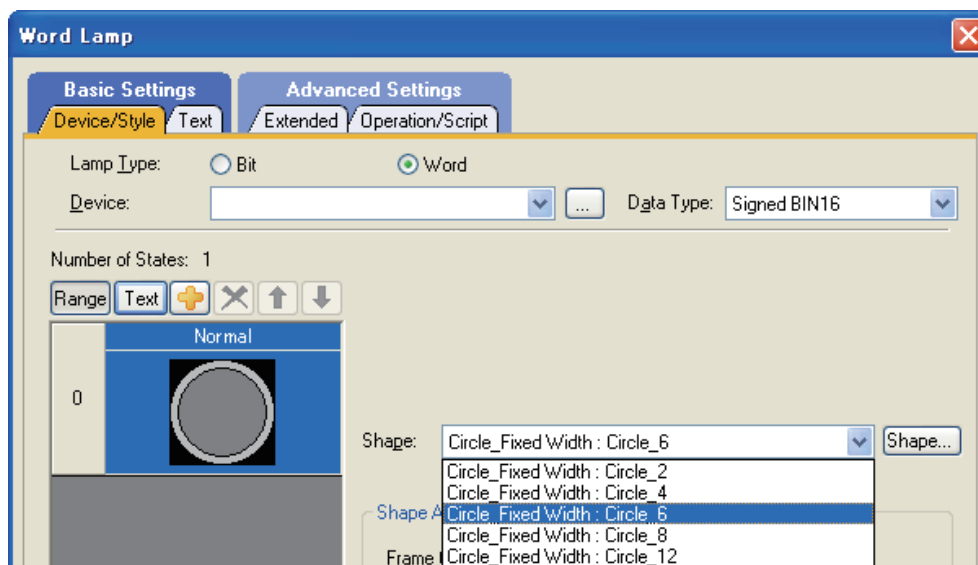 Word Lamp
Basic Settings
Advanced Settings
Device/Style
Text
Extended
Operation/Script
Lamp Type:
Bit
Word
Device:
...
Data Type:
Signed BIN16
Number of States: 1
Range
Text
Normal
0
Shape:
Circle_Fixed Width : Circle_6
Shape...
Circle_Fixed Width : Circle_2
Circle_Fixed Width : Circle_4
Shape A
Circle_Fixed Width : Circle_6
Circle_Fixed Width : Circle_8
Frame
Circle_Fixed Width : Circle_12